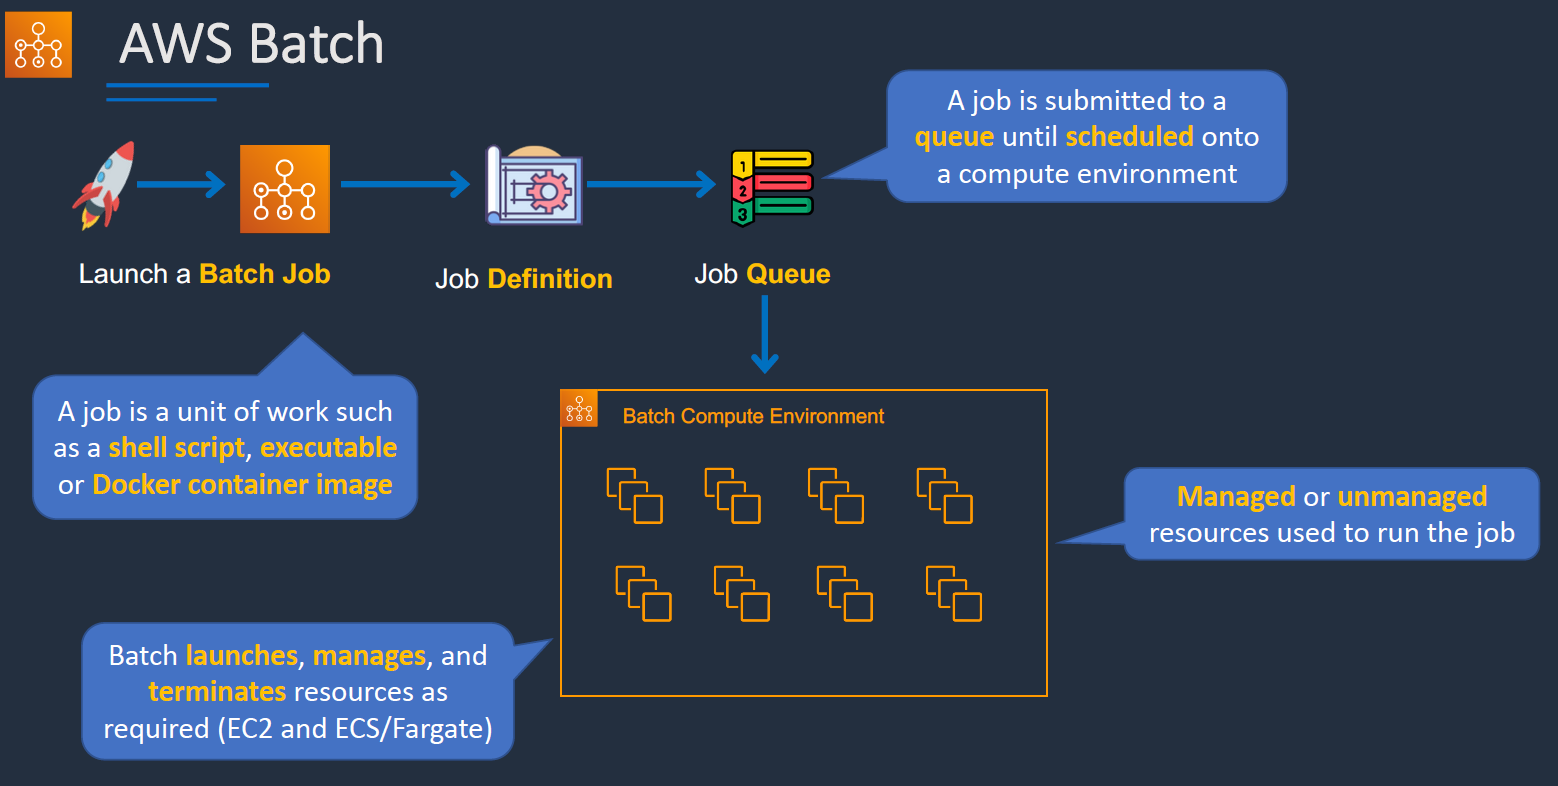 AWS Batch
A job is submitted to a
queue until scheduled onto
a compute environment
1
2
3
Launch a Batch Job
Job Definition
Job Queue
A job is a unit of work such
as a shell script, executable
or Docker container image
Batch Compute Environment
Managed or unmanaged
resources used to run the job
Batch launches, manages, and
terminates resources as
required (EC2 and ECS/Fargate)